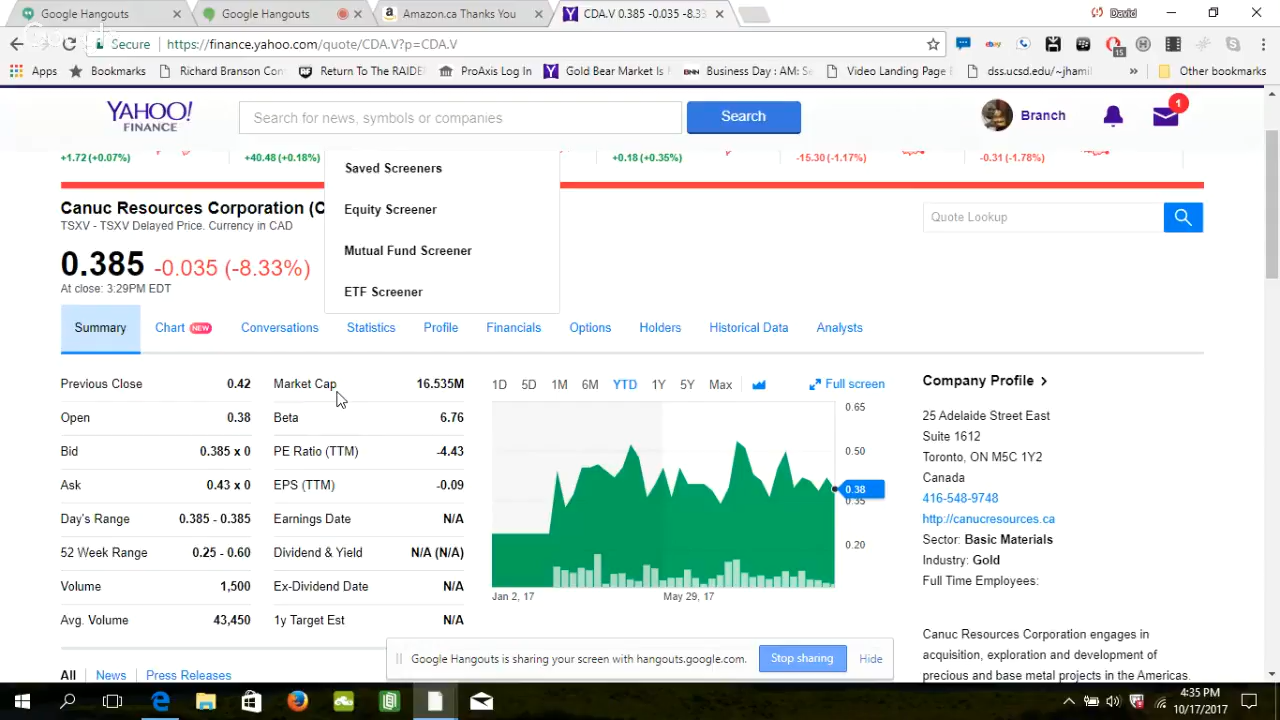 Google Hangouts
Google Hangouts
Amazon.ca Thank You
CDA.V 0.385 -0.035 -8.3
David
Secure
https://finance.yahoo.com/quote/CDA.V?p=CDA.V
15
Apps
Bookmarks
Richard Branson Con
Return To The RAIDE
ProAxis Log In
Gold Bear Market Is
BNN
Business Day : AM: S
Video Landing Page
dss.ucsd.edu/~jhamil
»
Other bookmarks
YAHOO!
FINANCE
Search for news, symbols or companies
Search
Branch
1
+1.72 (+0.07%)
+40.48 (+0.18%)
+0.18 (+0.35%)
-15.30 (-1.17%)
-0.31 (-1.78%)
Saved Screeners
Equity Screener
Mutual Fund Screener
ETF Screener
Canuc Resources Corporation (C
TSXV - TSXV Delayed Price. Currency in CAD
Quote Lookup
0.385 -0.035 (-8.33%)
At close: 3:29PM EDT
Summary
Chart NEW
Conversations
Statistics
Profile
Financials
Options
Holders
Historical Data
Analysts
Previous Close 0.42
Open 0.38
Bid 0.385 x 0
Ask 0.43 x 0
Day's Range 0.385 - 0.385
52 Week Range 0.25 - 0.60
Volume 1,500
Avg. Volume 43,450
Market Cap 16.535M
Beta 6.76
PE Ratio (TTM) -4.43
EPS (TTM) -0.09
Earnings Date N/A
Dividend & Yield N/A (N/A)
Ex-Dividend Date N/A
1y Target Est N/A
1D 5D 1M 6M YTD 1Y 5Y Max
Full screen
0.65
0.50
0.38
0.35
0.20
Jan 2, 17
May 29, 17
Company Profile
25 Adelaide Street East
Suite 1612
Toronto, ON M5C 1Y2
Canada
416-548-9748
http://canucresources.ca
Sector: Basic Materials
Industry: Gold
Full Time Employees:
Canuc Resources Corporation engages in
acquisition, exploration and development of
precious and base metal projects in the Americas.
Google Hangouts is sharing your screen with hangouts.google.com.
Stop sharing
Hide
All
News
Press Releases
4:35 PM
10/17/2017